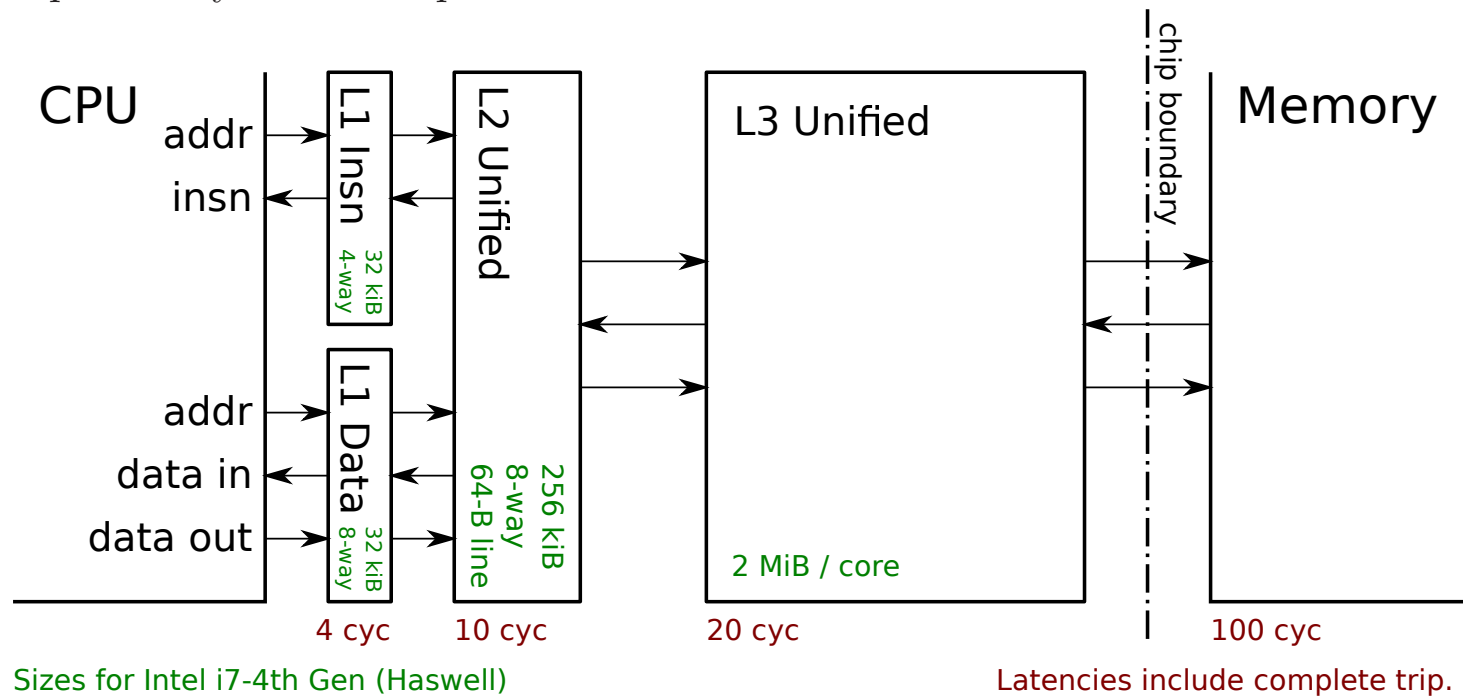 CPU
addr
insn
addr
data in
data out
L1 Insn
32 kiB
4-way
L1 Data
32 kiB
8-way
L2 Unified
256 kiB
8-way
64-B line
L3 Unified
2 MiB / core
chip boundary
Memory
4 cyc
10 cyc
20 cyc
100 cyc
Sizes for Intel i7-4th Gen (Haswell)
Latencies include complete trip.